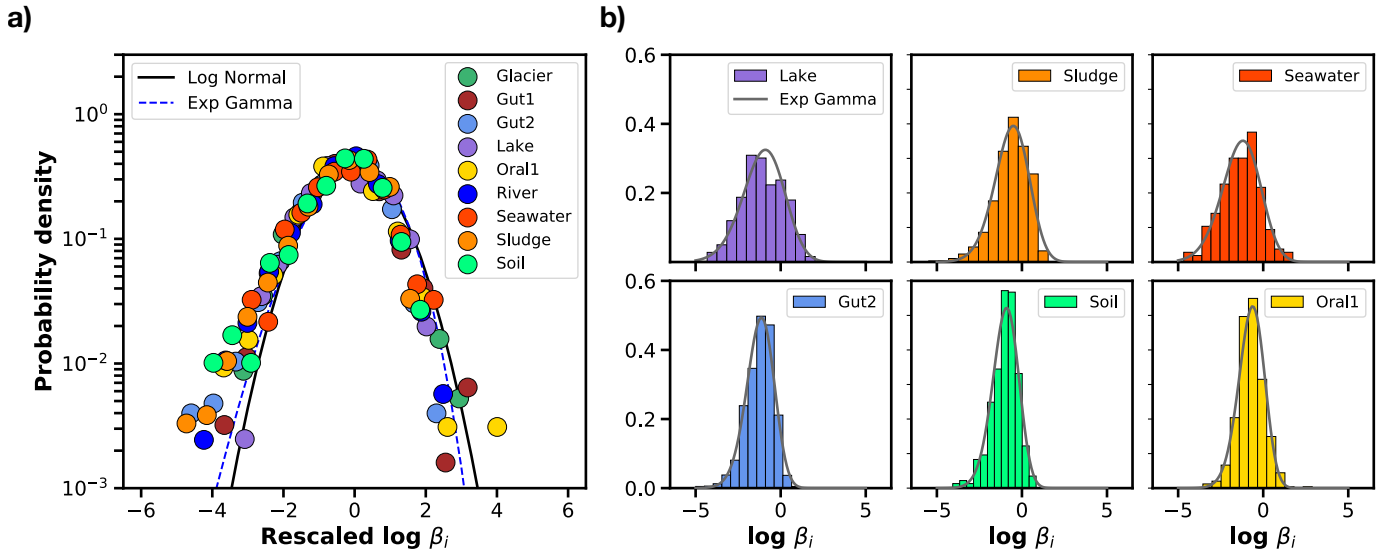 a)
Log Normal
Exp Gamma
Glacier
Gut1
Gut2
Lake
Oral1
River
Seawater
Sludge
Soil
Probability density
10⁰
10⁻¹
10⁻²
10⁻³
−6 −4 −2 0 2 4 6
Rescaled log βᵢ
b)
0.6
0.4
0.2
Lake
Exp Gamma
Sludge
Seawater
0.6
0.4
0.2
0.0
Gut2
Soil
Oral1
−5 0 5
−5 0 5
−5 0 5
log βᵢ
log βᵢ
log βᵢ